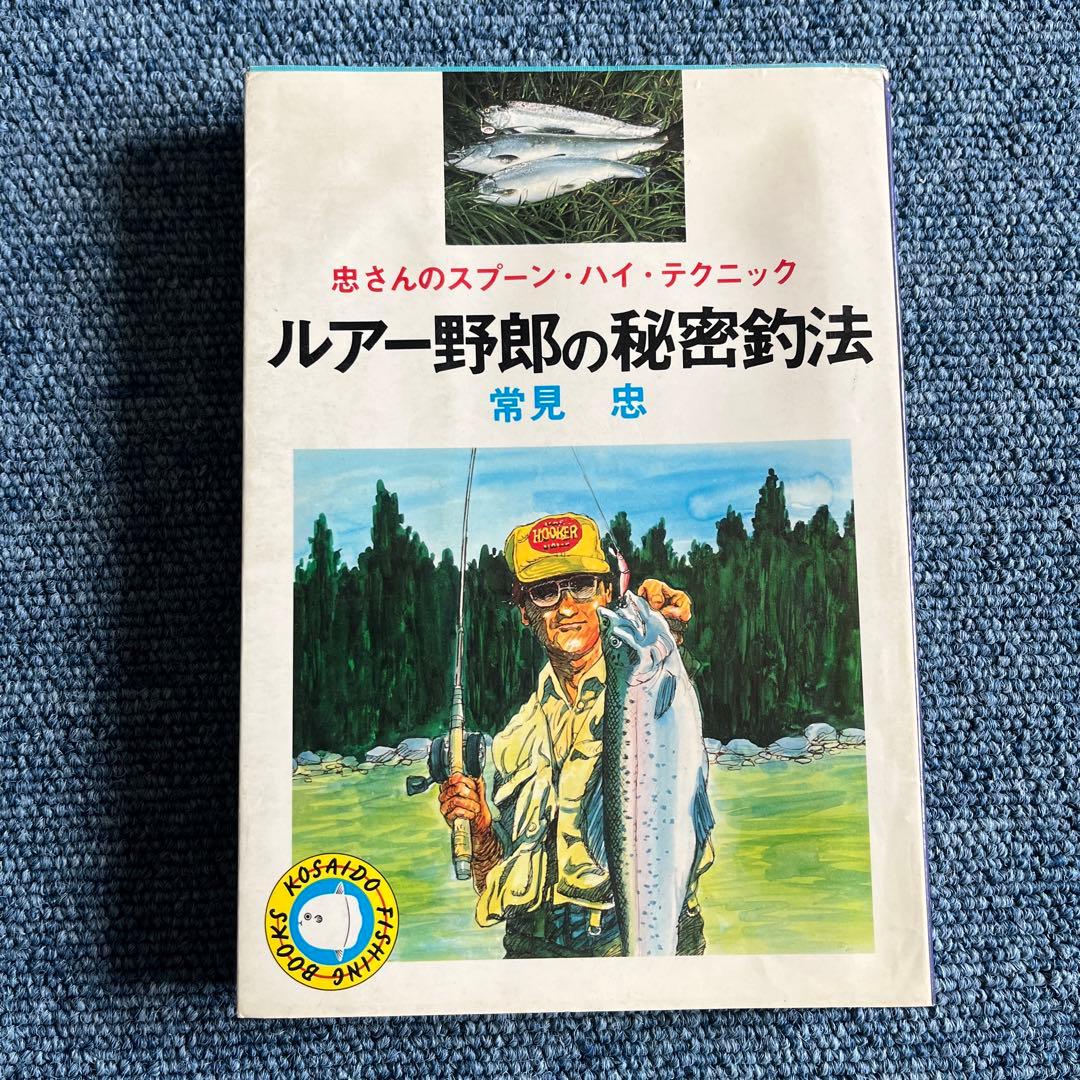 忠さんのスプーン・ハイ・テクニック
ルアー野郎の秘密釣法
常見 忠
HOOKER
KOSAIDO FISHING BOOKS